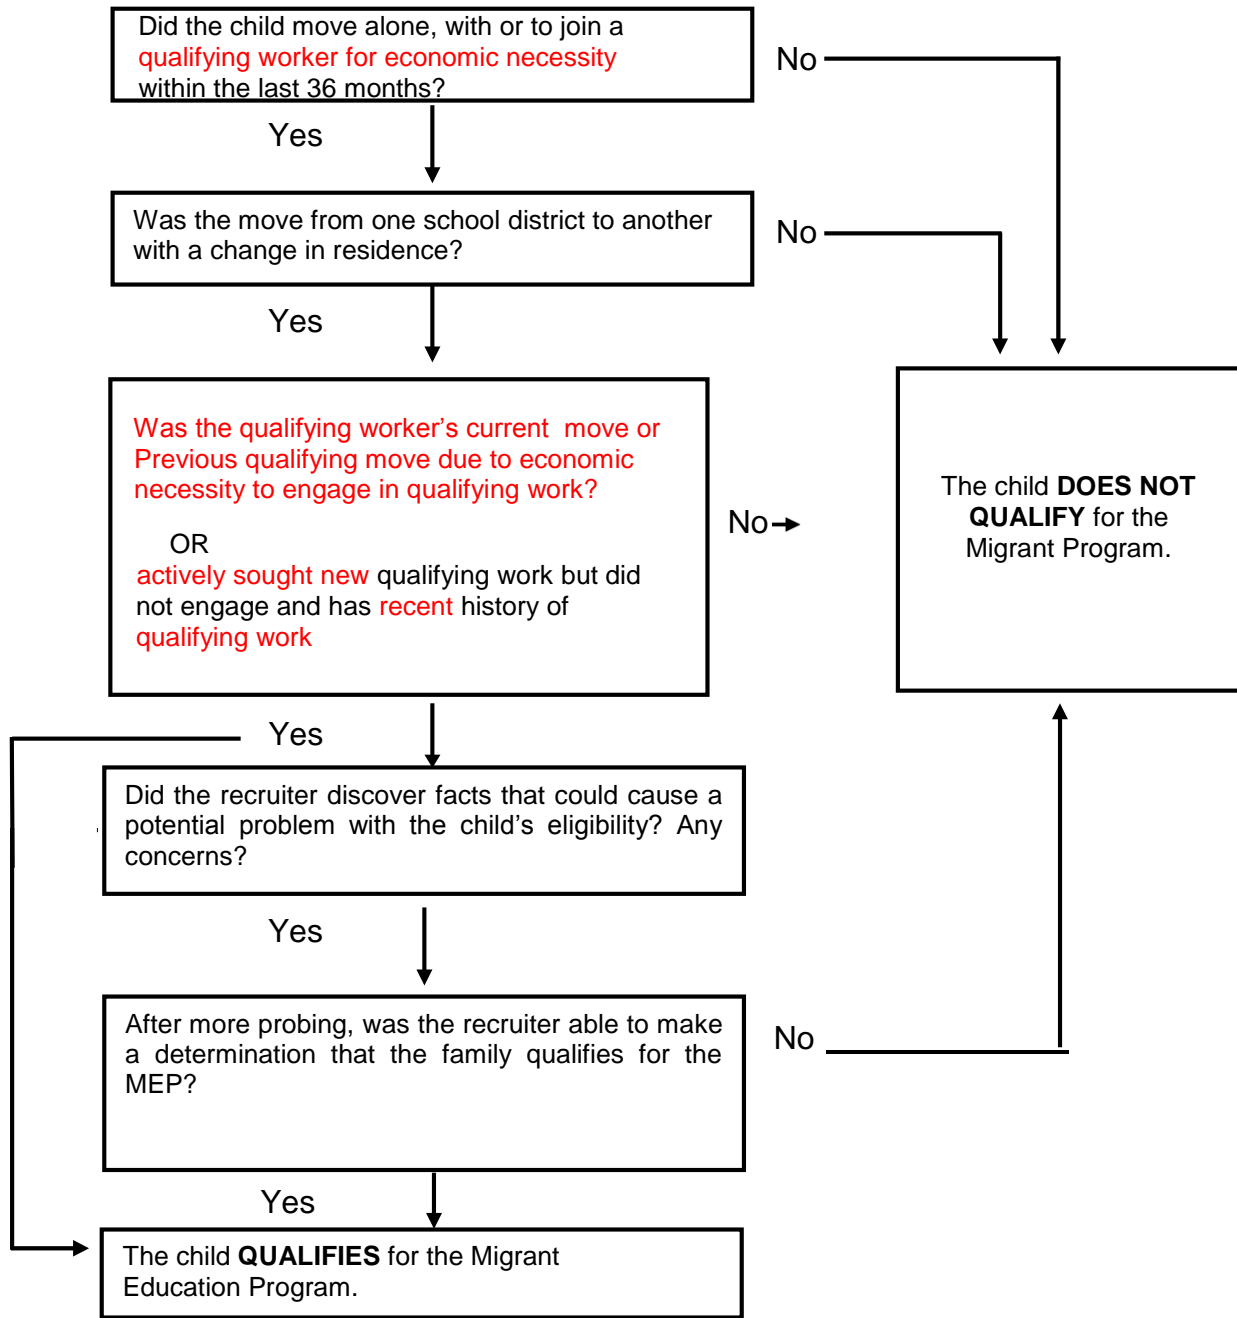 Did the child move alone, with or to join a
qualifying worker for economic necessity
within the last 36 months?
No
Yes
Was the move from one school district to another
with a change in residence?
No
Yes
Was the qualifying worker’s current  move or
Previous qualifying move due to economic
necessity to engage in qualifying work?
OR
actively sought new qualifying work but did
not engage and has recent history of
qualifying work
No
The child DOES NOT
QUALIFY for the
Migrant Program.
Yes
Did the recruiter discover facts that could cause a
potential problem with the child’s eligibility? Any
concerns?
Yes
After more probing, was the recruiter able to make
a determination that the family qualifies for the
MEP?
No
Yes
The child QUALIFIES for the Migrant
Education Program.